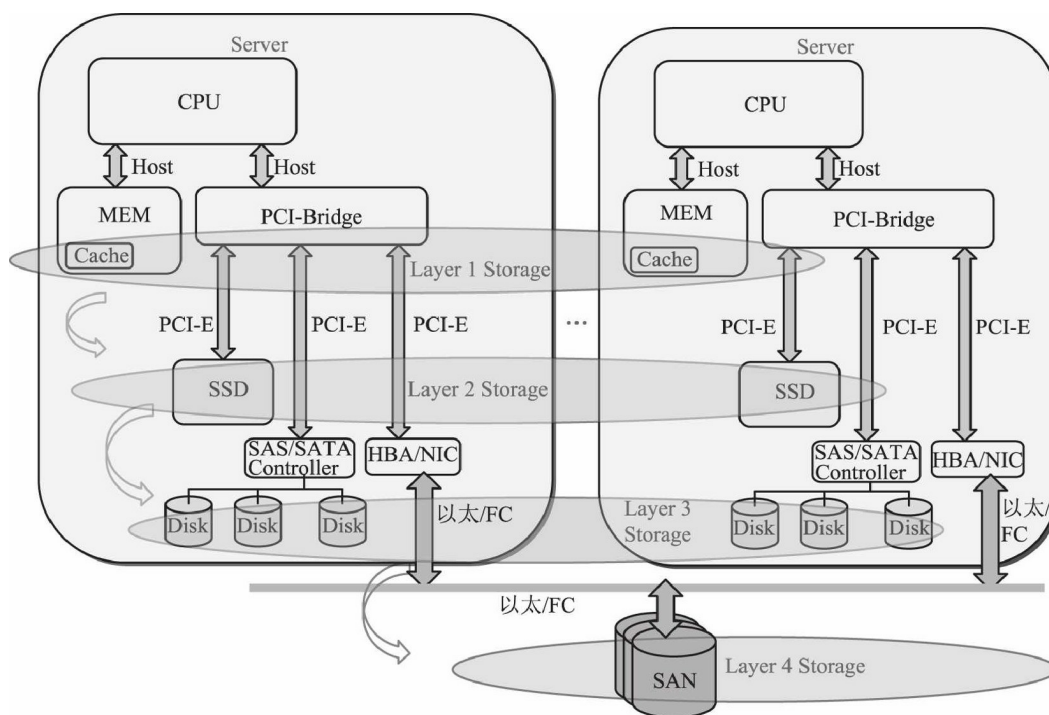 Server
CPU
Host
Host
MEM
Cache
PCI-Bridge
Layer 1 Storage
PCI-E
PCI-E
PCI-E
SSD
Layer 2 Storage
SAS/SATA
Controller
HBA/NIC
Disk
Disk
Disk
以太/FC
...
Server
CPU
Host
Host
MEM
Cache
PCI-Bridge
PCI-E
PCI-E
PCI-E
SSD
SAS/SATA
Controller
HBA/NIC
Layer 3
Storage
Disk
Disk
Disk
以太/
FC
以太/FC
SAN
Layer 4 Storage